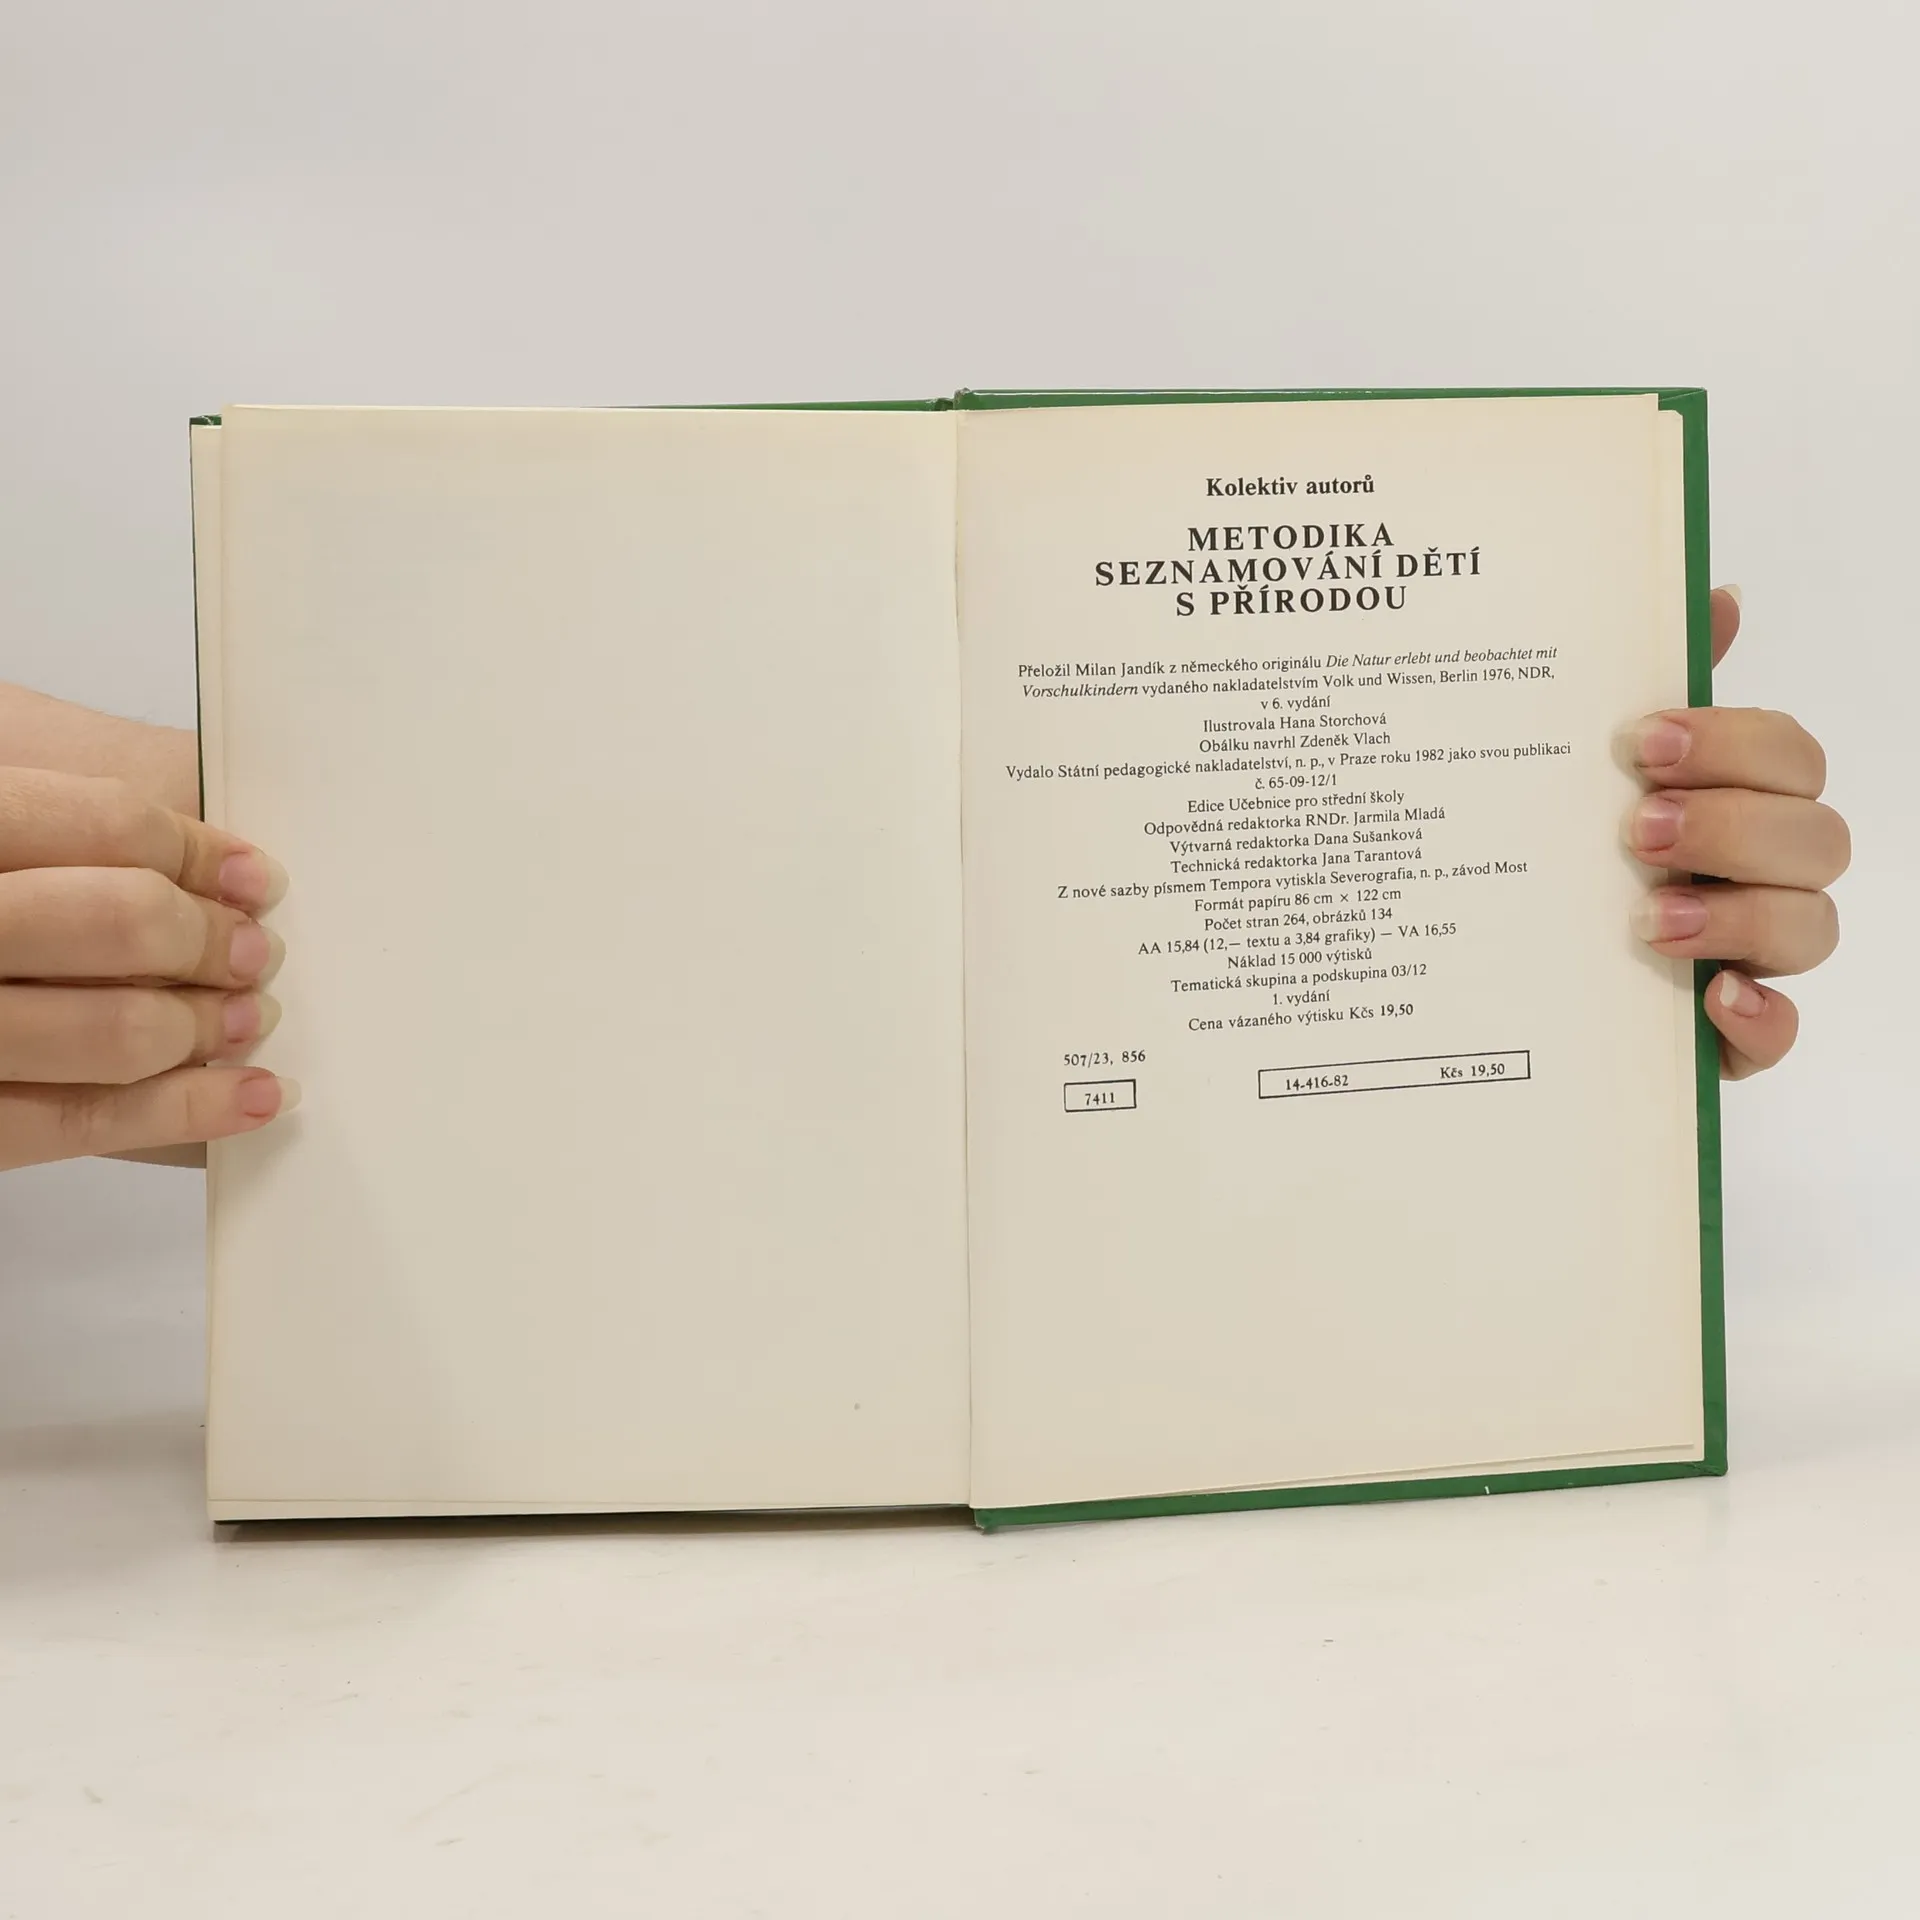 Kolektiv autorů
METODIKA
SEZNAMOVÁNÍ DĚTÍ
S PŘÍRODOU
Přeložil Milan Jandík z německého originálu Die Natur erlebt und beobachtet mit
Vorschulkindern vydaného nakladatelstvím Volk und Wissen, Berlin 1976, NDR,
v 6. vydání
Ilustrovala Hana Storchová
Obálku navrhl Zdeněk Vlach
Vydalo Státní pedagogické nakladatelství, n. p., v Praze roku 1982 jako svou publikaci
č. 65-09-12/1
Edice Učebnice pro střední školy
Odpovědná redaktorka RNDr. Jarmila Mladá
Výtvarná redaktorka Dana Sušanková
Technická redaktorka Jana Tarantová
Z nové sazby písmem Tempora vytiskla Severografia, n. p., závod Most
Formát papíru 86 cm × 122 cm
Počet stran 264, obrázků 134
AA 15,84 (12,— textu a 3,84 grafiky) — VA 16,55
Náklad 15 000 výtisků
Tematická skupina a podskupina 03/12
1. vydání
Cena vázaného výtisku Kčs 19,50
507/23, 856
7411
14-416-82 Kčs 19,50